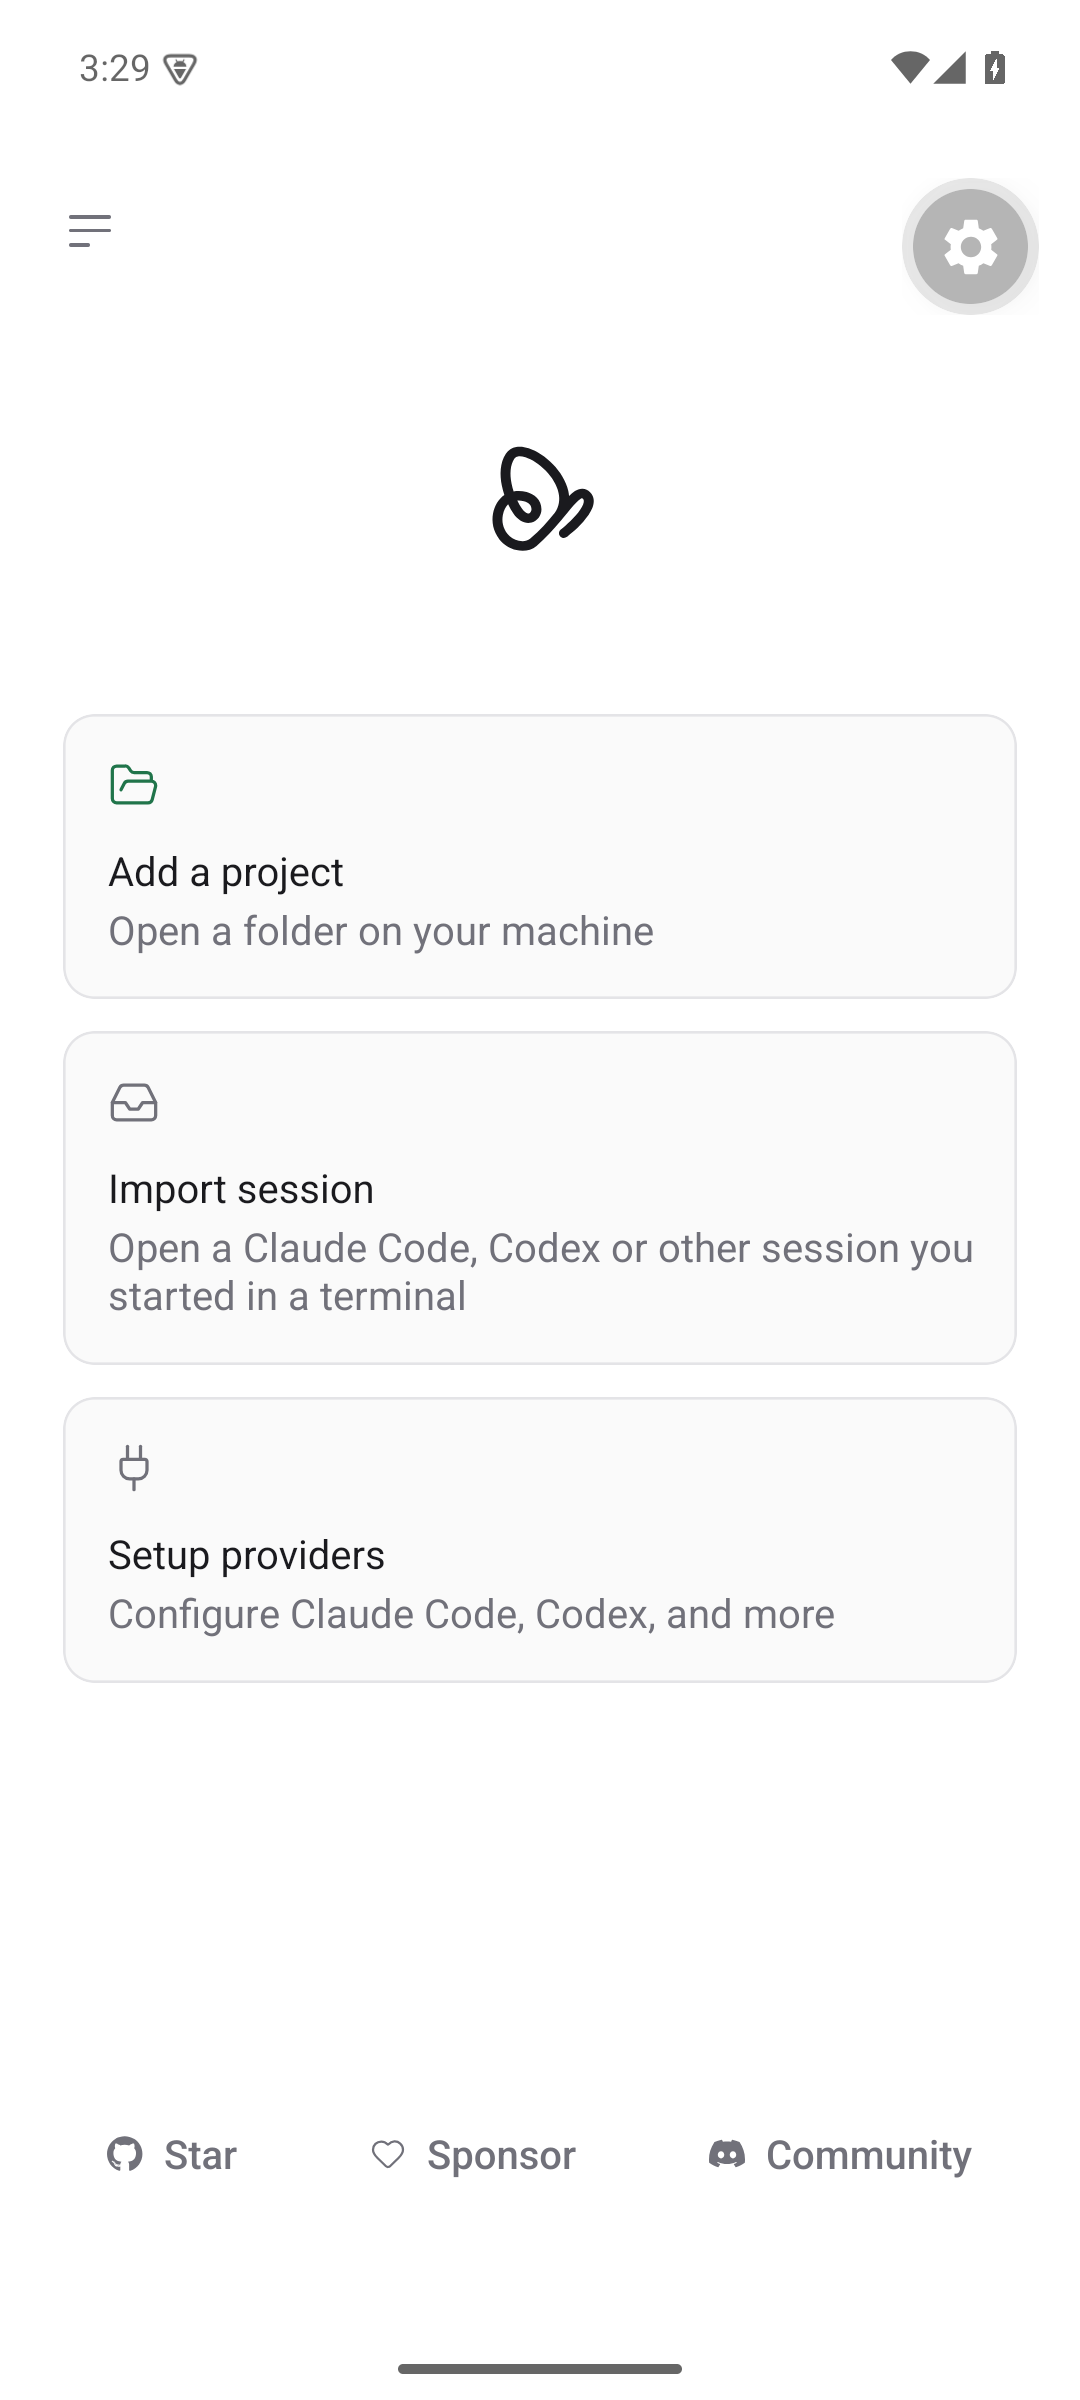 3:29
Add a project
Open a folder on your machine
Import session
Open a Claude Code, Codex or other session you
started in a terminal
Setup providers
Configure Claude Code, Codex, and more
Star
Sponsor
Community